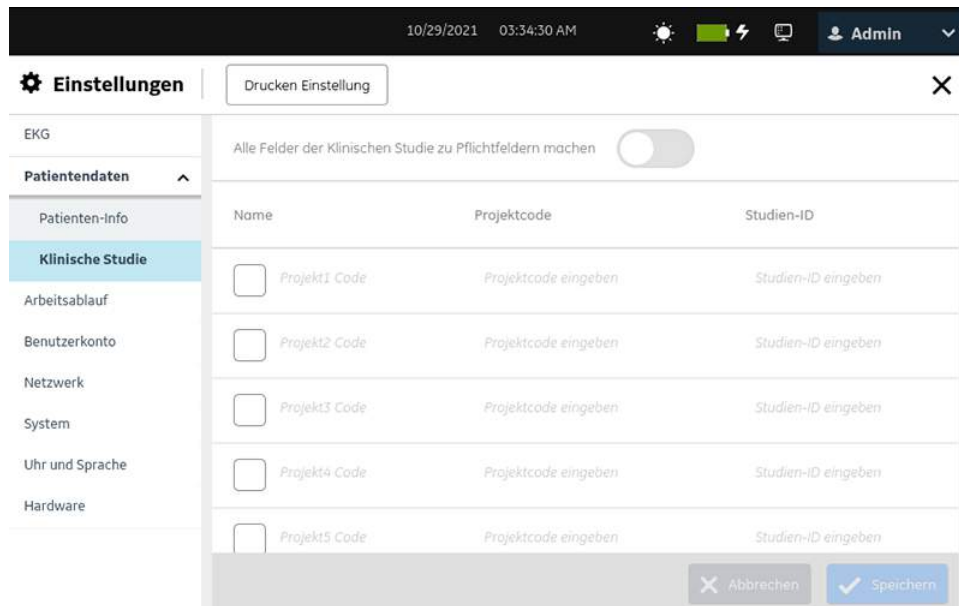 10/29/2021 03:34:30 AM Admin
Einstellungen Drucken Einstellung
EKG
Patientendaten
Patienten-Info
Klinische Studie
Arbeitsablauf
Benutzerkonto
Netzwerk
System
Uhr und Sprache
Hardware
Alle Felder der Klinischen Studie zu Pflichtfeldern machen
Name Projektcode Studien-ID
Projekt1 Code Projektcode eingeben Studien-ID eingeben
Projekt2 Code Projektcode eingeben Studien-ID eingeben
Projekt3 Code Projektcode eingeben Studien-ID eingeben
Projekt4 Code Projektcode eingeben Studien-ID eingeben
Projekt5 Code Projektcode eingeben Studien-ID eingeben
Abbrechen Speichern